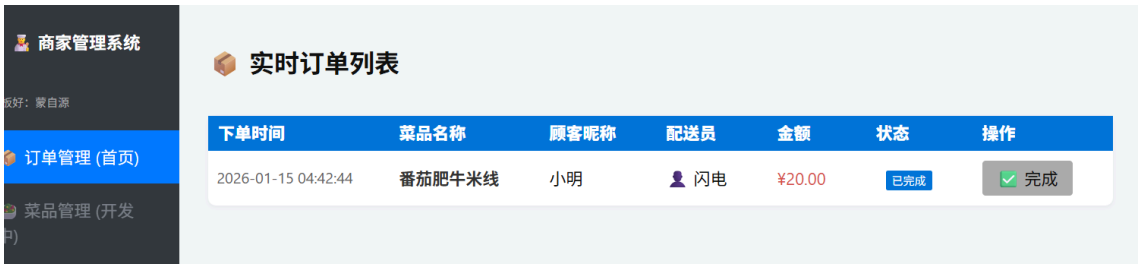 商家管理系统
板好：蒙自源
订单管理 (首页)
菜品管理 (开发
中)
实时订单列表
下单时间 菜品名称 顾客昵称 配送员 金额 状态 操作
2026-01-15 04:42:44 番茄肥牛米线 小明 闪电 ¥20.00 已完成 完成